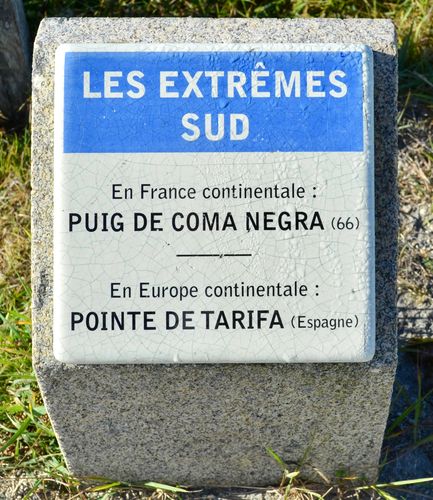 LES EXTRÊMES
SUD
En France continentale :
PUIG DE COMA NEGRA (66)
En Europe continentale :
POINTE DE TARIFA (Espagne)